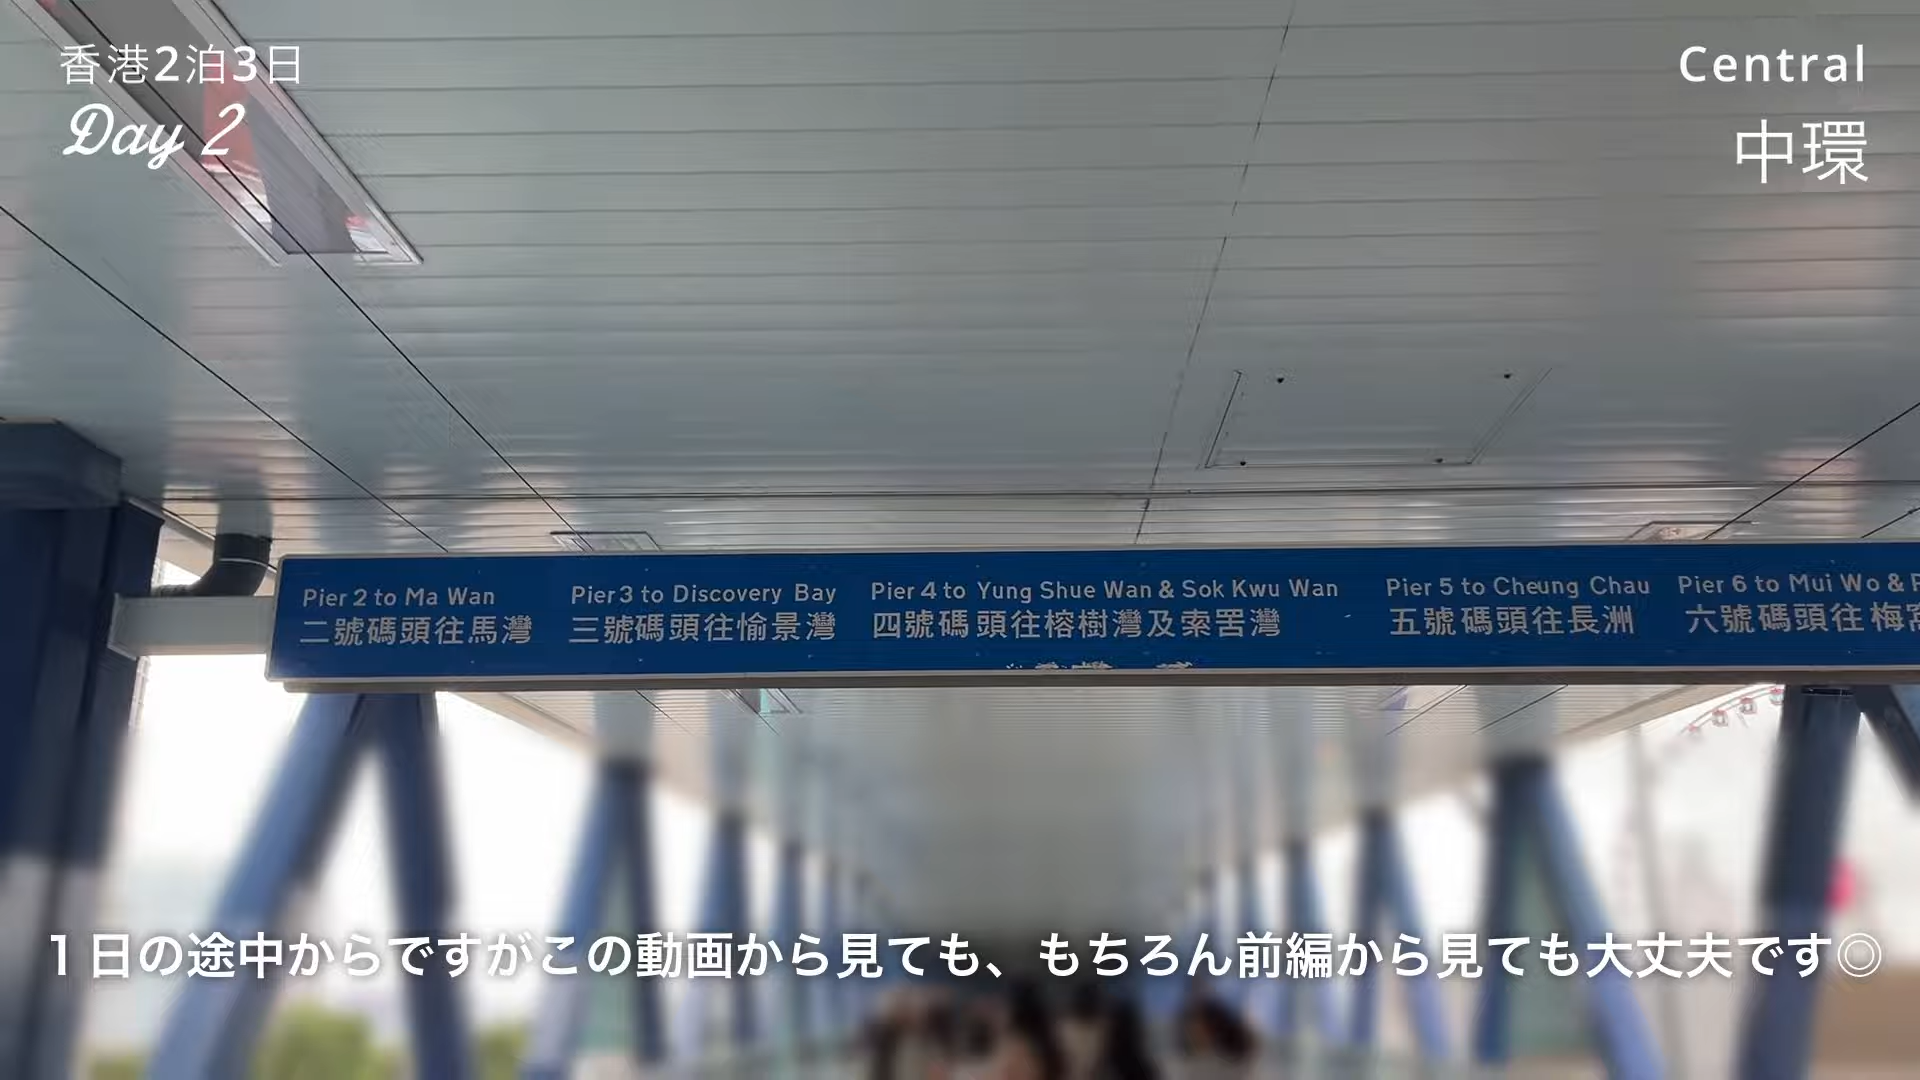 香港2泊3日
Day 2
Central
中環
Pier 2 to Ma Wan
二號碼頭往馬灣
Pier 3 to Discovery Bay
三號碼頭往愉景灣
Pier 4 to Yung Shue Wan & Sok Kwu Wan
四號碼頭往榕樹灣及索罟灣
Pier 5 to Cheung Chau
五號碼頭往長洲
Pier 6 to Mui Wo &
六號碼頭往梅窩
1日の途中からですがこの動画から見ても、もちろん前編から見ても大丈夫です◎